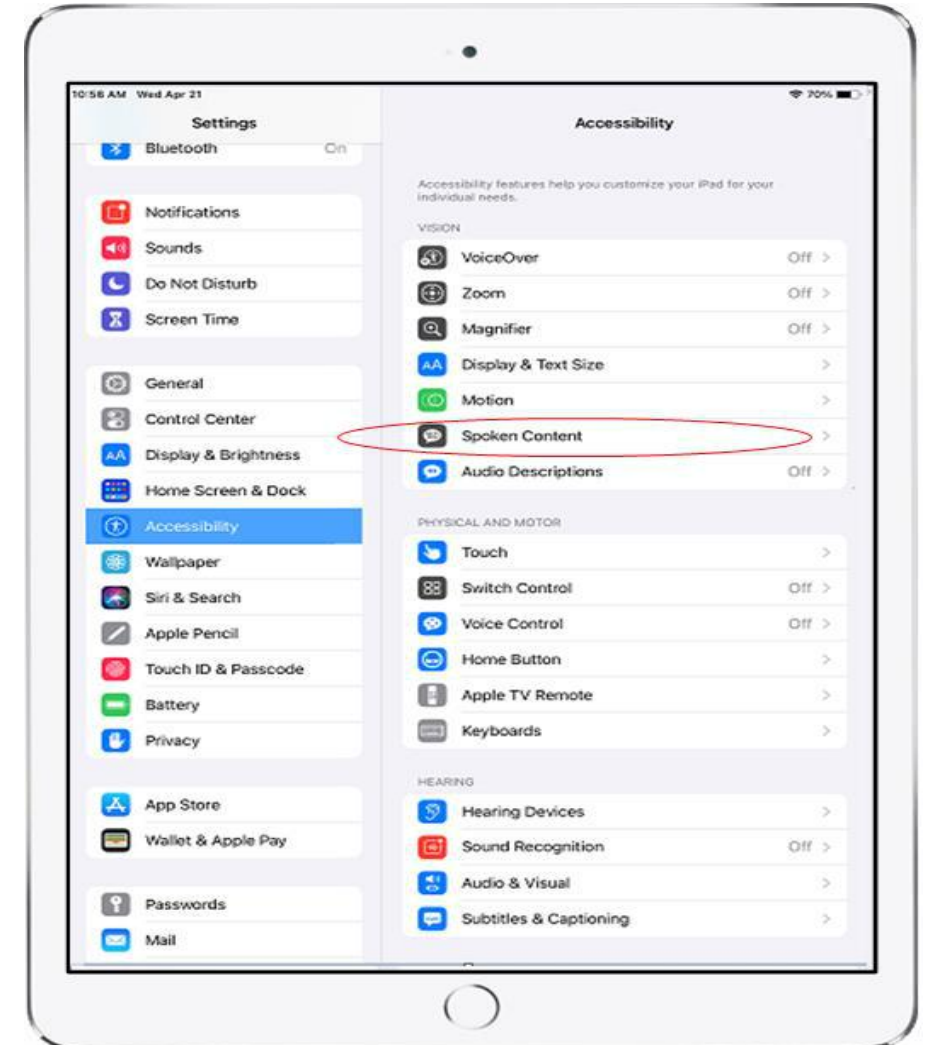 10:56 AM Wed Apr 21
70%
Settings
Bluetooth On
Notifications
Sounds
Do Not Disturb
Screen Time
General
Control Center
AA Display & Brightness
Home Screen & Dock
Accessibility
Wallpaper
Siri & Search
Apple Pencil
Touch ID & Passcode
Battery
Privacy
App Store
Wallet & Apple Pay
Passwords
Mail
Accessibility
Accessibility features help you customize your iPad for your
individual needs.
VISION
VoiceOver Off >
Zoom Off >
Magnifier Off >
AA Display & Text Size >
Motion >
Spoken Content >
Audio Descriptions Off >
PHYSICAL AND MOTOR
Touch >
Switch Control Off >
Voice Control Off >
Home Button >
Apple TV Remote >
Keyboards >
HEARING
Hearing Devices >
Sound Recognition Off >
Audio & Visual >
Subtitles & Captioning >